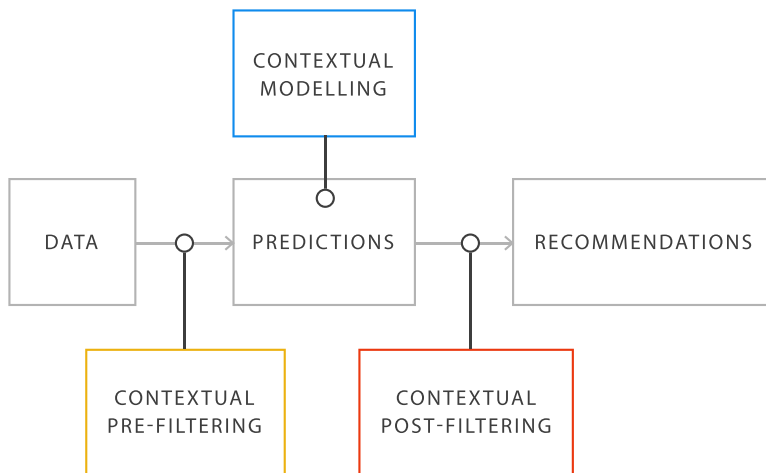 CONTEXTUAL
MODELLING
DATA
PREDICTIONS
RECOMMENDATIONS
CONTEXTUAL
PRE-FILTERING
CONTEXTUAL
POST-FILTERING